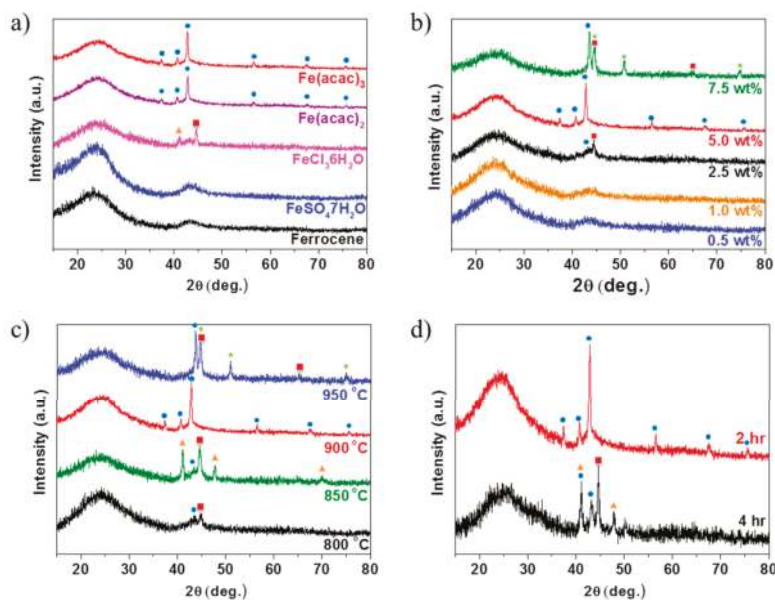 a)
Intensity (a.u.)
Fe(acac)₃
Fe(acac)₂
FeCl₃6H₂O
FeSO₄7H₂O
Ferrocene
20 30 40 50 60 70 80
2θ (deg.)
b)
Intensity (a.u.)
7.5 wt%
5.0 wt%
2.5 wt%
1.0 wt%
0.5 wt%
20 30 40 50 60 70 80
2θ (deg.)
c)
Intensity (a.u.)
950 °C
900 °C
850 °C
800 °C
20 30 40 50 60 70 80
2θ (deg.)
d)
Intensity (a.u.)
2 hr
4 hr
20 30 40 50 60 70 80
2θ (deg.)